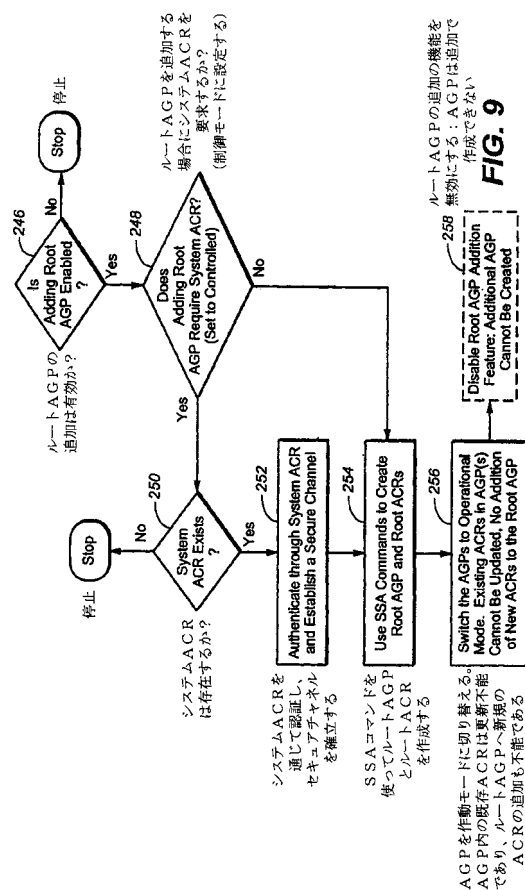 246
Is
Adding Root
AGP Enabled
?
ルートAGPの
追加は有効か?
No
Stop
停止
Yes
248
Does
Adding Root
AGP Require System ACR?
(Set to Controlled)
ルートAGPを追加する
場合にシステムACRを
要求するか?
(制御モードに設定する)
Yes
No
250
System
ACR Exists
?
システムACR
は存在するか?
No
Stop
停止
Yes
252
Authenticate through System ACR
and Establish a Secure Channel
システムACRを
通じて認証し、
セキュアチャネル
を確立する
254
Use SSA Commands to Create
Root AGP and Root ACRs
SSAコマンドを
使ってルートAGP
とルートACR
を作成する
256
Switch the AGPs to Operational
Mode. Existing ACRs in AGP(s)
Cannot Be Updated, No Addition
of New ACRs to the Root AGP
AGPを作動モードに切り替える。
AGP内の既存ACRは更新不能
であり、ルートAGPへ新規の
ACRの追加も不能である
258
Disable Root AGP Addition
Feature: Additional AGP
Cannot Be Created
ルートAGPの追加の機能を
無効にする:AGPは追加で
作成できない
FIG. 9